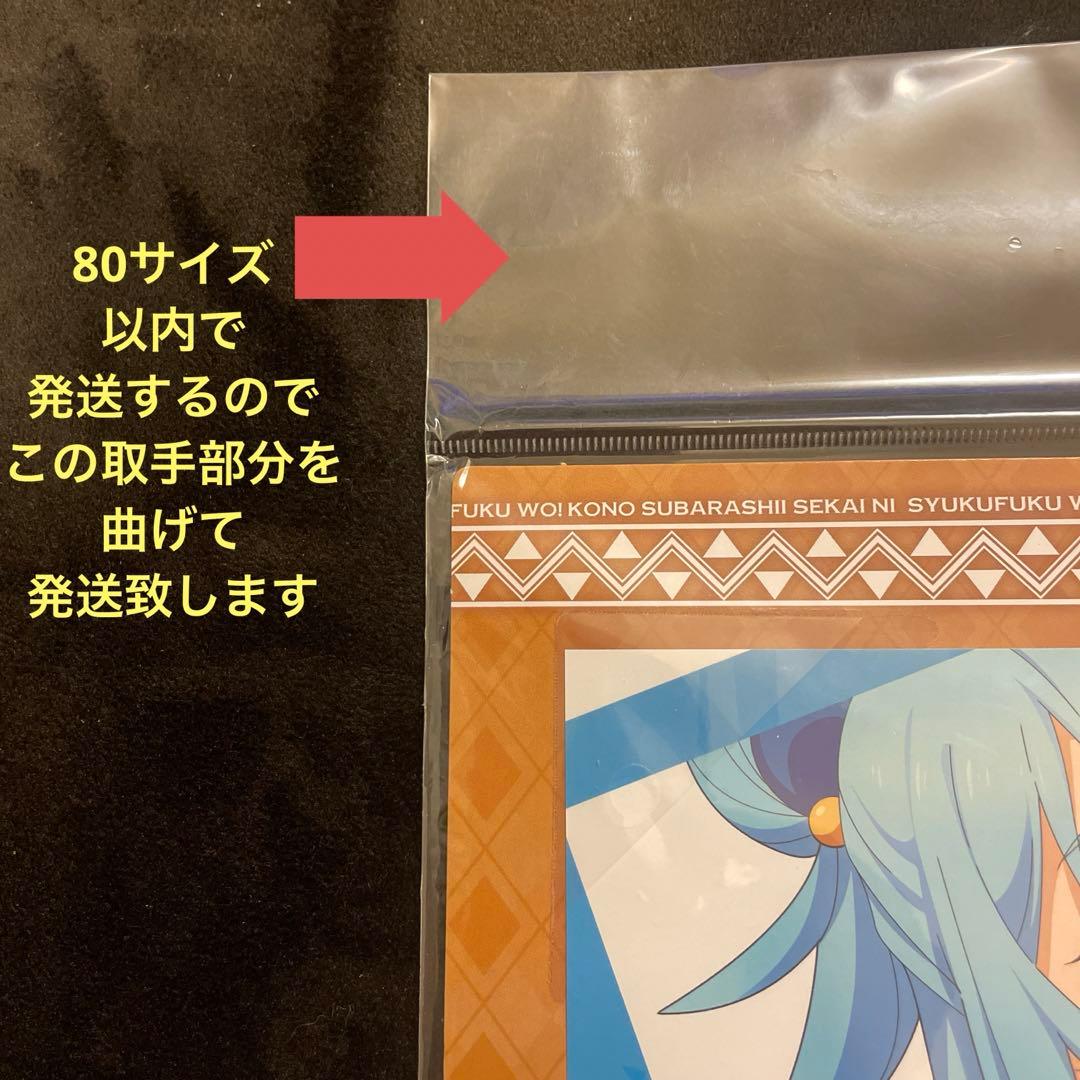 80サイズ
以内で
発送するので
この取手部分を
曲げて
発送致します
FUKU WO! KONO SUBARASHII SEKAI NI SYUKUFUKU W